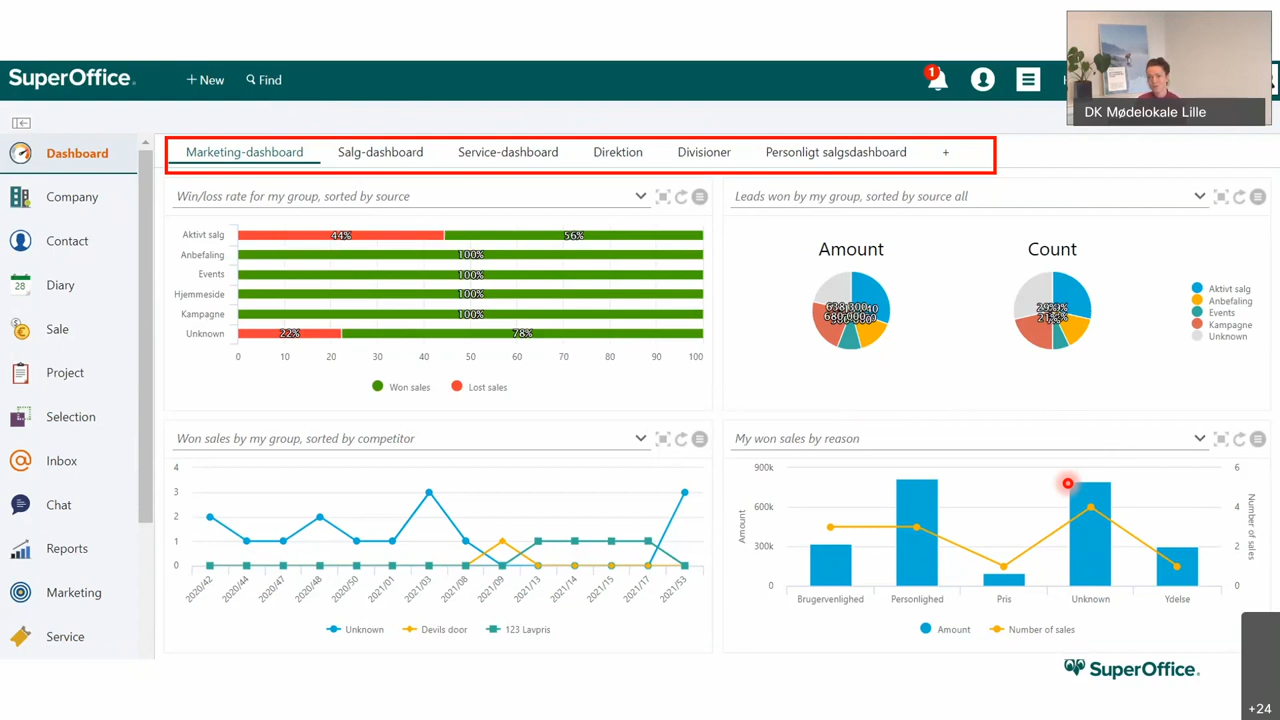 DK Mødelokale Lille
SuperOffice.
+ New
Find
1
Dashboard
Company
Contact
28
Diary
Sale
Project
Selection
Inbox
Chat
Reports
Marketing
Service
Marketing-dashboard Salg-dashboard Service-dashboard Direktion Divisioner Personligt salgsdashboard +
Win/loss rate for my group, sorted by source
Aktivt salg 44% 56%
Anbefaling 100%
Events 100%
Hjemmeside 100%
Kampagne 100%
Unknown 22% 78%
0 10 20 30 40 50 60 70 80 90 100
Won sales Lost sales
Leads won by my group, sorted by source all
Amount Count
Aktivt salg
Anbefaling
Events
Kampagne
Unknown
Won sales by my group, sorted by competitor
4
3
2
1
0
2020/42 2020/44 2020/47 2020/48 2020/50 2021/01 2021/03 2021/08 2021/09 2021/13 2021/14 2021/15 2021/17 2021/53
Unknown Devils door 123 Lavpris
My won sales by reason
900k 6
600k 4
300k 2
0 0
Amount
Number of sales
Brugervenlighed Personlighed Pris Unknown Ydelse
Amount Number of sales
SuperOffice.
+24